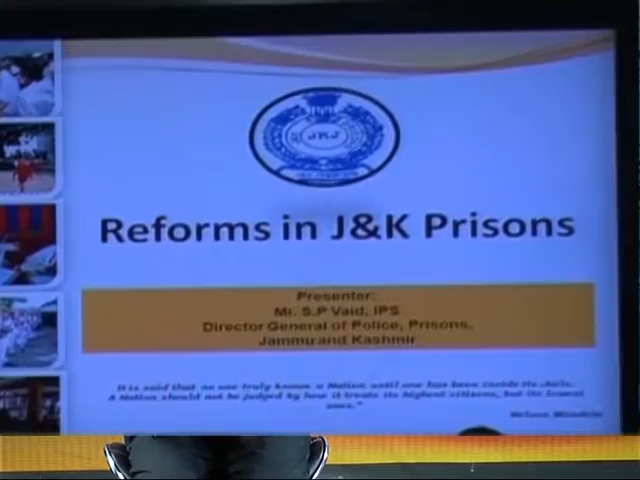 JKJ
Reforms in J&K Prisons
Presenter:
Mr. S.P Vaid, IPS
Director General of Police, Prisons,
Jammu and Kashmir
It is said that no one truly knows a Nation until one has been inside its Jails.
A Nation should not be judged by how it treats its highest citizens, but its lowest
ones."
Nelson Mandela